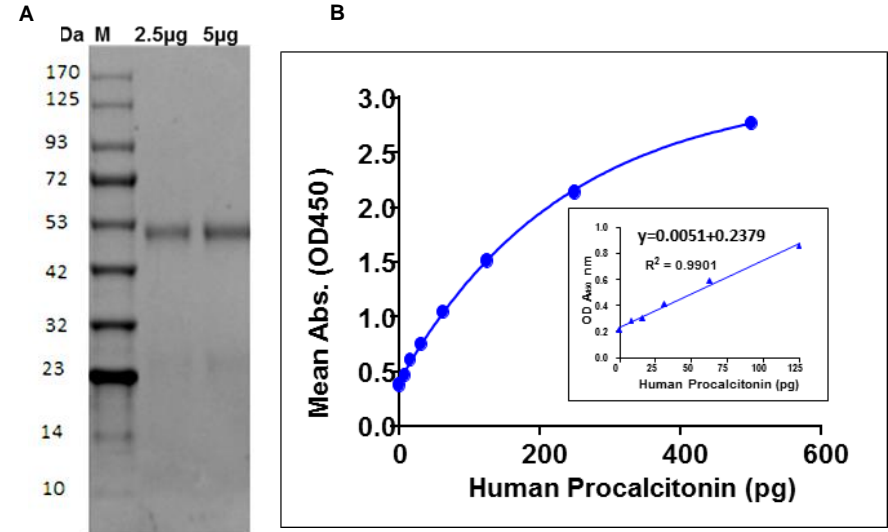 A
Da M 2.5µg 5µg
170
125
93
72
53
42
32
23
14
10
B
3.0
2.5
2.0
1.5
1.0
0.5
0.0
0 200 400 600
Mean Abs. (OD450)
Human Procalcitonin (pg)
y=0.0051+0.2379
R² = 0.9901
1.0
0.8
0.6
0.4
0.2
0.0
0 25 50 75 100 125
OD A₄₅₀ nm
Human Procalcitonin (pg)